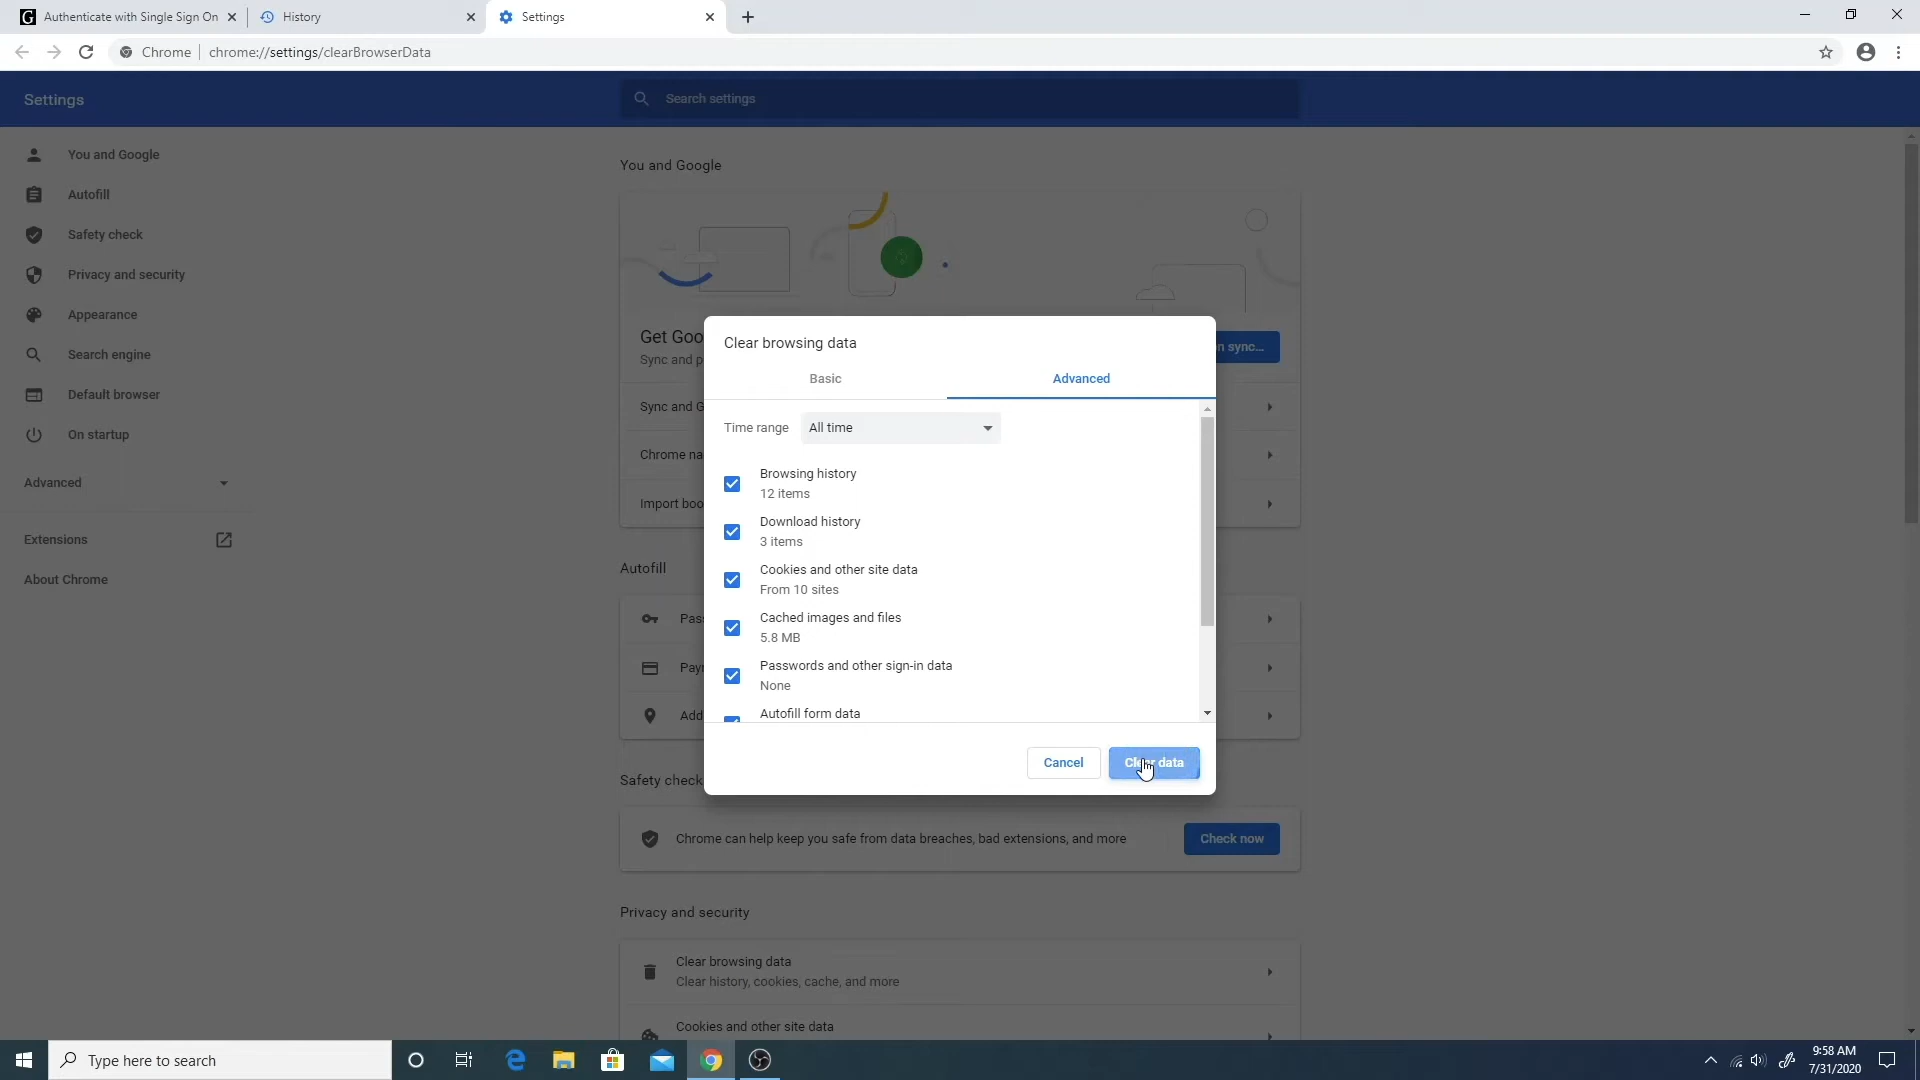 Authenticate with Single Sign On
History
Settings
Chrome
chrome://settings/clearBrowserData
Settings
Search settings
You and Google
Autofill
Safety check
Privacy and security
Appearance
Search engine
Default browser
On startup
Advanced
Extensions
About Chrome
You and Google
Get Goo
Sync and p
n sync...
Sync and G
Chrome na
Import boo
Autofill
Pass
Payr
Add
Safety check
Chrome can help keep you safe from data breaches, bad extensions, and more
Check now
Privacy and security
Clear browsing data
Clear history, cookies, cache, and more
Cookies and other site data
Clear browsing data
Basic
Advanced
Time range
All time
Browsing history
12 items
Download history
3 items
Cookies and other site data
From 10 sites
Cached images and files
5.8 MB
Passwords and other sign-in data
None
Autofill form data
Cancel
Clear data
Type here to search
9:58 AM
7/31/2020